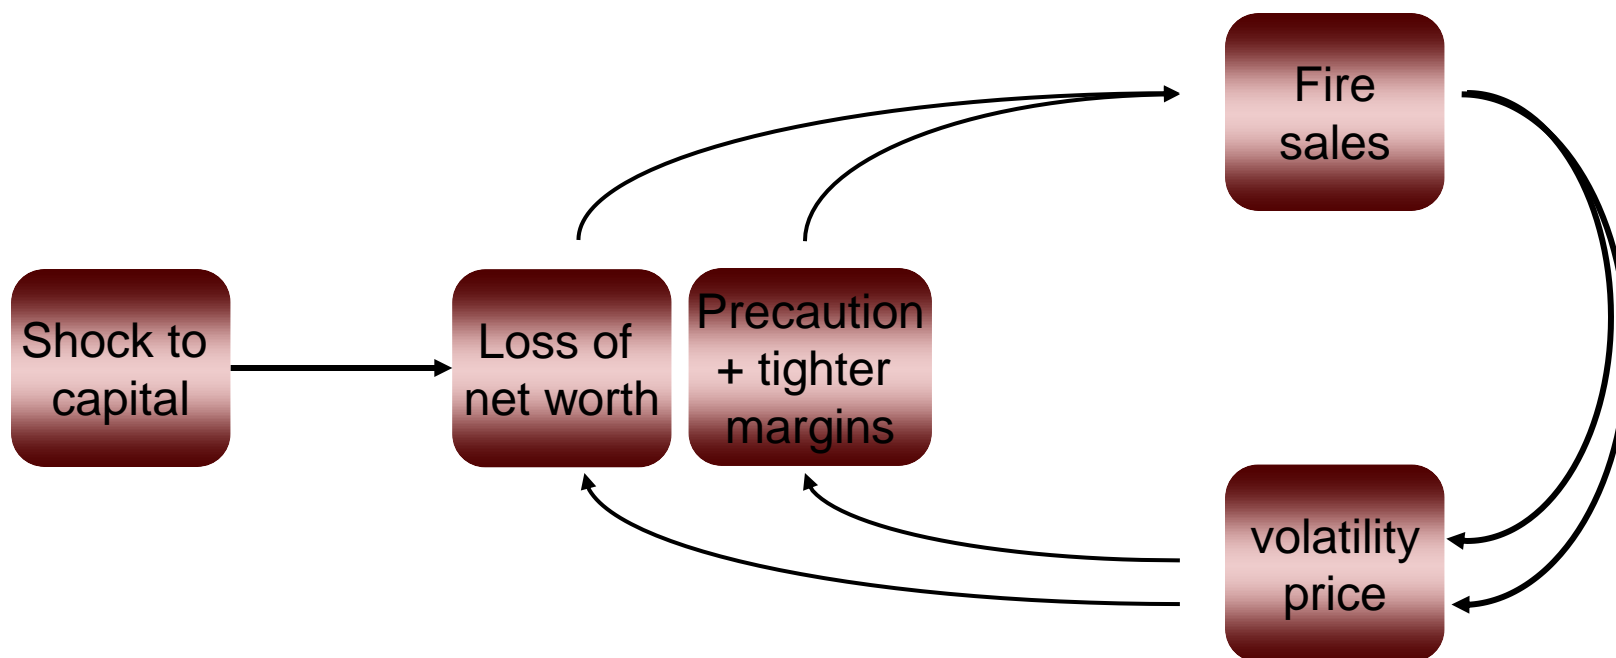 Fire
sales
Shock to
capital
Loss of
net worth
Precaution
+ tighter
margins
volatility
price